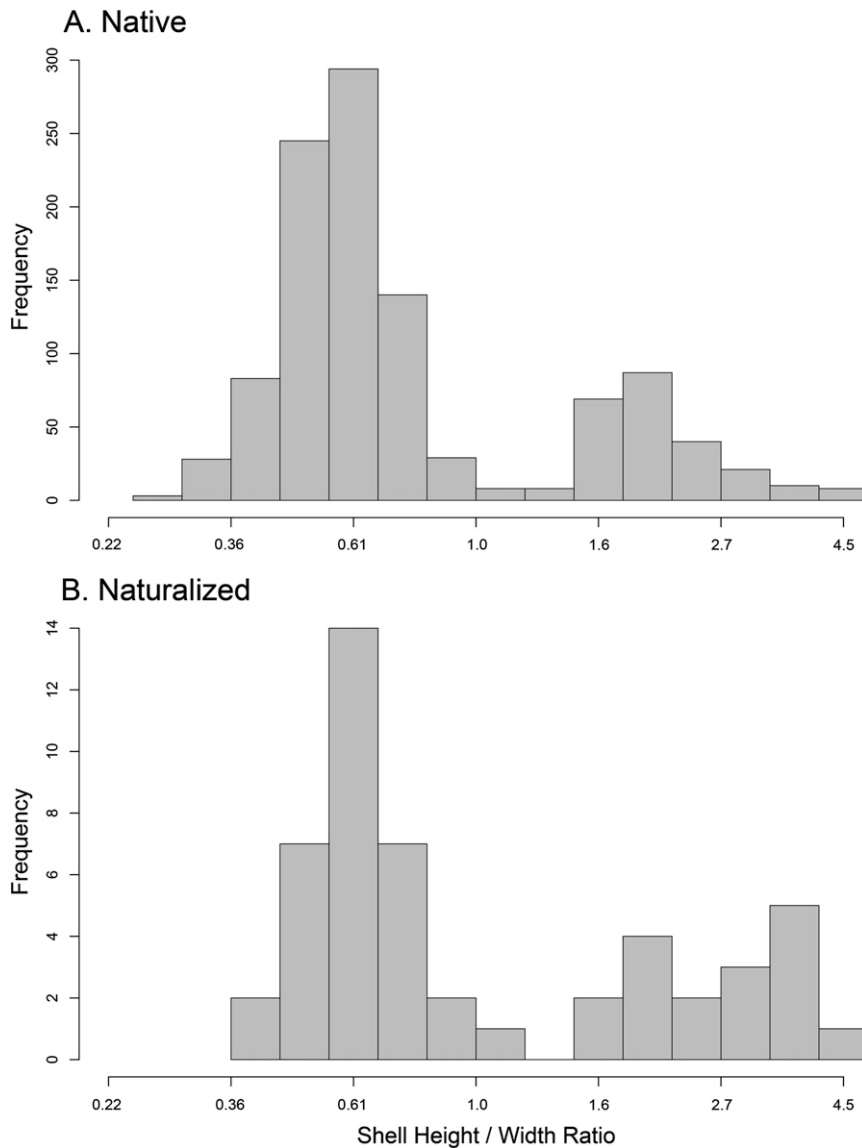 A. Native
300
250
200
150
100
50
0
Frequency
0.22 0.36 0.61 1.0 1.6 2.7 4.5
B. Naturalized
14
12
10
8
6
4
2
0
Frequency
0.22 0.36 0.61 1.0 1.6 2.7 4.5
Shell Height / Width Ratio